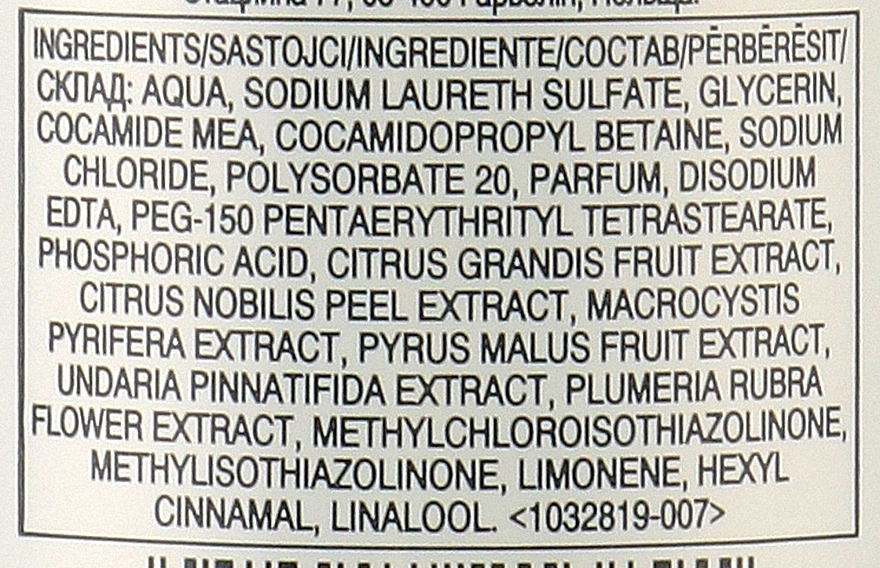 INGREDIENTS/SASTOJCI/INGREDIENTE/СОСТАВ/PËRBËRËSIT/
СКЛАД: AQUA, SODIUM LAURETH SULFATE, GLYCERIN,
COCAMIDE MEA, COCAMIDOPROPYL BETAINE, SODIUM
CHLORIDE, POLYSORBATE 20, PARFUM, DISODIUM
EDTA, PEG-150 PENTAERYTHRITYL TETRASTEARATE,
PHOSPHORIC ACID, CITRUS GRANDIS FRUIT EXTRACT,
CITRUS NOBILIS PEEL EXTRACT, MACROCYSTIS
PYRIFERA EXTRACT, PYRUS MALUS FRUIT EXTRACT,
UNDARIA PINNATIFIDA EXTRACT, PLUMERIA RUBRA
FLOWER EXTRACT, METHYLCHLOROISOTHIAZOLINONE,
METHYLISOTHIAZOLINONE, LIMONENE, HEXYL
CINNAMAL, LINALOOL. <1032819-007>